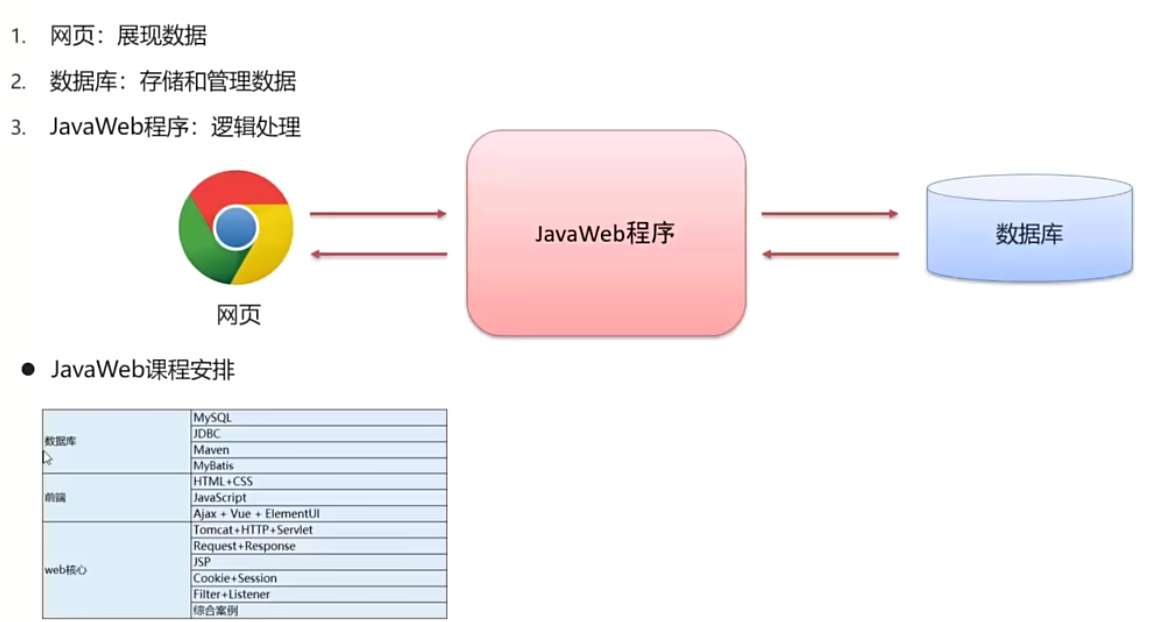 1. 网页：展现数据
2. 数据库：存储和管理数据
3. JavaWeb程序：逻辑处理
JavaWeb程序
数据库
网页
● JavaWeb课程安排
数据库
MySQL
JDBC
Maven
MyBatis
前端
HTML+CSS
JavaScript
Ajax + Vue + ElementUI
web核心
Tomcat+HTTP+Servlet
Request+Response
JSP
Cookie+Session
Filter+Listener
综合案例